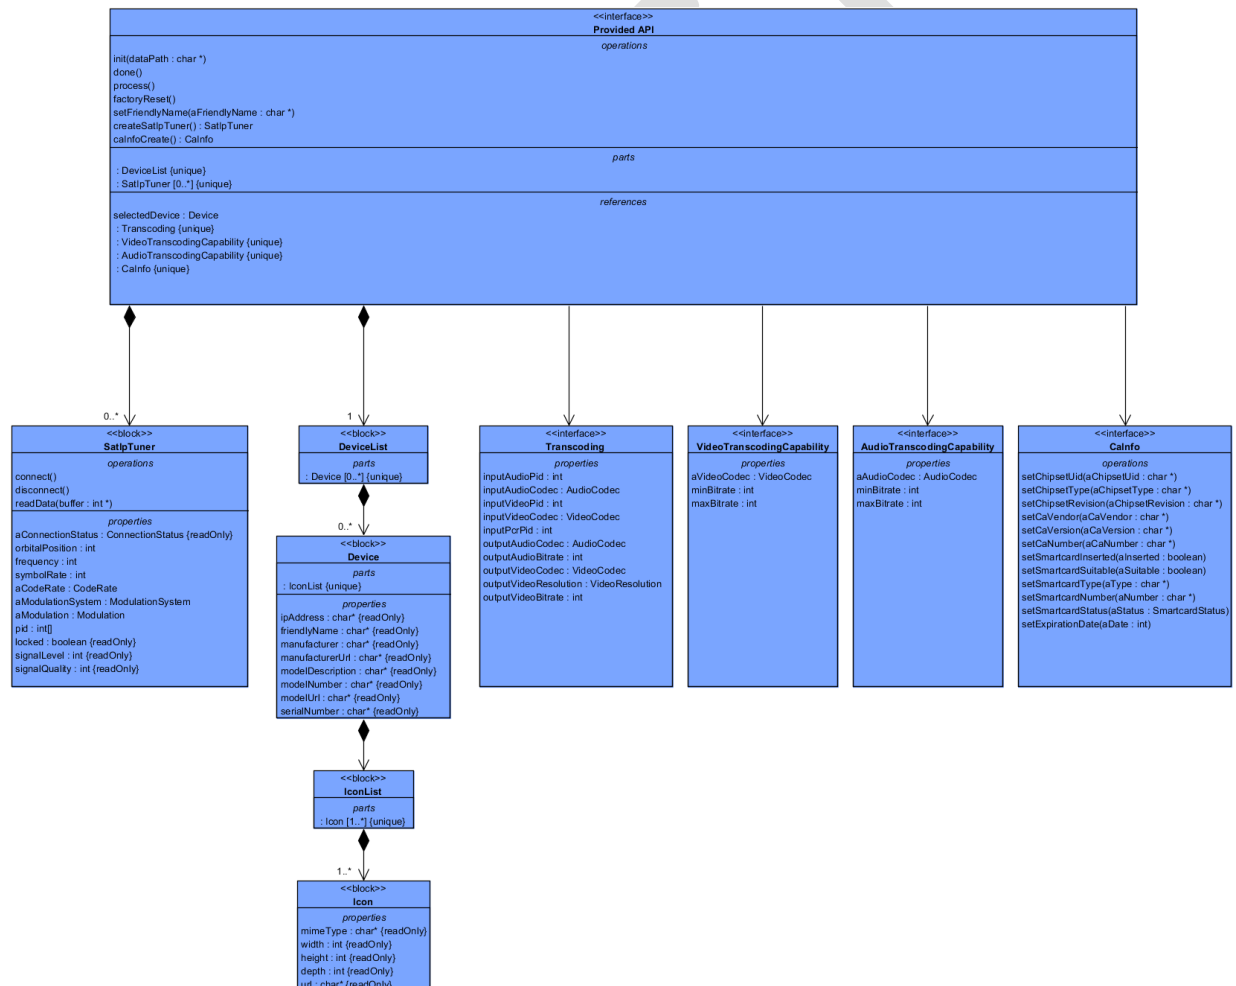 <<interface>>
Provided API
operations
init(dataPath : char *)
done()
process()
factoryReset()
setFriendlyName(aFriendlyName : char *)
createSatIpTuner() : SatIpTuner
caInfoCreate() : CaInfo
parts
: DeviceList {unique}
: SatIpTuner [0..*] {unique}
references
selectedDevice : Device
: Transcoding {unique}
: VideoTranscodingCapability {unique}
: AudioTranscodingCapability {unique}
: CaInfo {unique}
0..*
<<block>>
SatIpTuner
operations
connect()
disconnect()
readData(buffer : int *)
properties
aConnectionStatus : ConnectionStatus {readOnly}
orbitalPosition : int
frequency : int
symbolRate : int
aCodeRate : CodeRate
aModulationSystem : ModulationSystem
aModulation : Modulation
pid : int[]
locked : boolean {readOnly}
signalLevel : int {readOnly}
signalQuality : int {readOnly}
1
<<block>>
DeviceList
parts
: Device [0..*] {unique}
0..*
<<block>>
Device
parts
: IconList {unique}
properties
ipAddress : char* {readOnly}
friendlyName : char* {readOnly}
manufacturer : char* {readOnly}
manufacturerUrl : char* {readOnly}
modelDescription : char* {readOnly}
modelNumber : char* {readOnly}
modelUrl : char* {readOnly}
serialNumber : char* {readOnly}
<<block>>
IconList
parts
: Icon [1..*] {unique}
1..*
<<block>>
Icon
properties
mimeType : char* {readOnly}
width : int {readOnly}
height : int {readOnly}
depth : int {readOnly}
url : char* {readOnly}
<<interface>>
Transcoding
properties
inputAudioPid : int
inputAudioCodec : AudioCodec
inputVideoPid : int
inputVideoCodec : VideoCodec
inputPcrPid : int
outputAudioCodec : AudioCodec
outputAudioBitrate : int
outputVideoCodec : VideoCodec
outputVideoResolution : VideoResolution
outputVideoBitrate : int
<<interface>>
VideoTranscodingCapability
properties
aVideoCodec : VideoCodec
minBitrate : int
maxBitrate : int
<<interface>>
AudioTranscodingCapability
properties
aAudioCodec : AudioCodec
minBitrate : int
maxBitrate : int
<<interface>>
CaInfo
operations
setChipsetUid(aChipsetUid : char *)
setChipsetType(aChipsetType : char *)
setChipsetRevision(aChipsetRevision : char *)
setCaVendor(aCaVendor : char *)
setCaVersion(aCaVersion : char *)
setCaNumber(aCaNumber : char *)
setSmartcardInserted(aInserted : boolean)
setSmartcardSuitable(aSuitable : boolean)
setSmartcardType(aType : char *)
setSmartcardNumber(aNumber : char *)
setSmartcardStatus(aStatus : SmartcardStatus)
setExpirationDate(aDate : int)